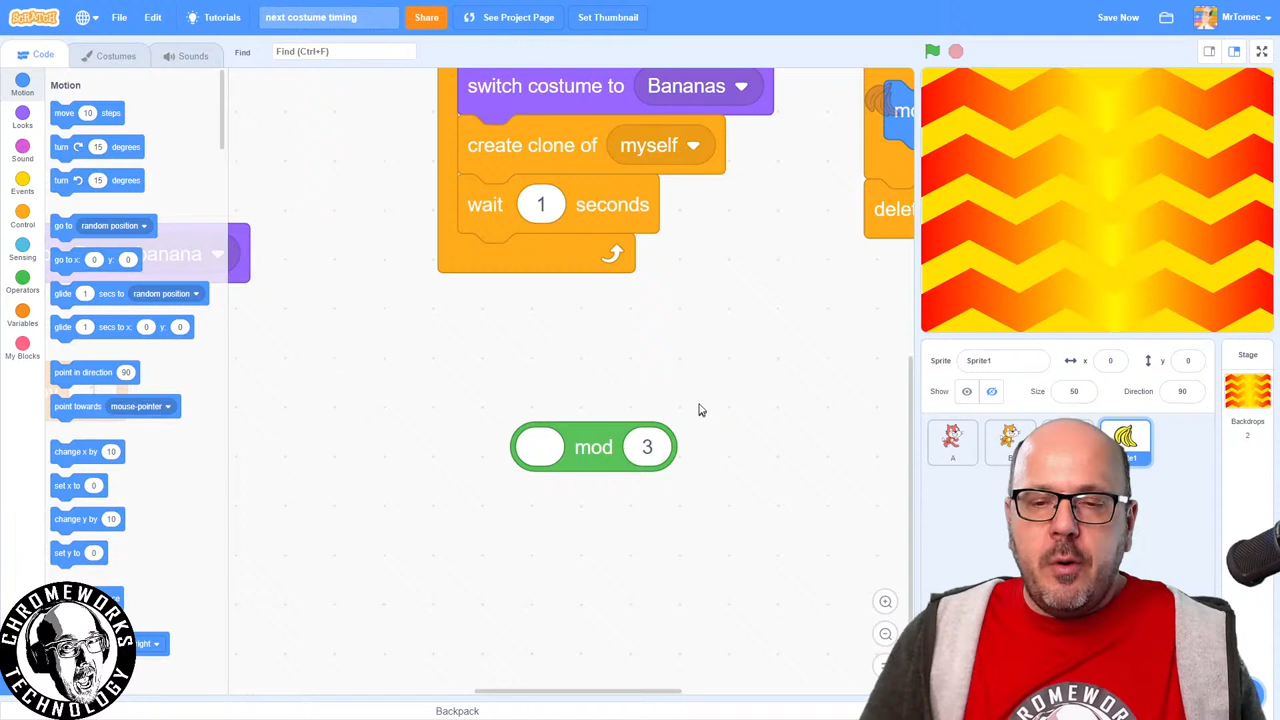 SCRATCH
File
Edit
Tutorials
next costume timing
Share
See Project Page
Set Thumbnail
Save Now
MrTomec
Code
Costumes
Sounds
Find
Find (Ctrl+F)
Motion
Looks
Sound
Events
Control
Sensing
Operators
Variables
My Blocks
Motion
move 10 steps
turn 15 degrees
turn 15 degrees
go to random position
go to x: 0 y: 0
glide 1 secs to random position
glide 1 secs to x: 0 y: 0
point in direction 90
point towards mouse-pointer
change x by 10
set x to 0
change y by 10
set y to 0
switch costume to Bananas
create clone of myself
wait 1 seconds
mod 3
Sprite
Sprite1
x
0
y
0
Show
Size
50
Direction
90
A
Stage
Backdrops
2
Backpack
CHROMEWORKS
TECHNOLOGY